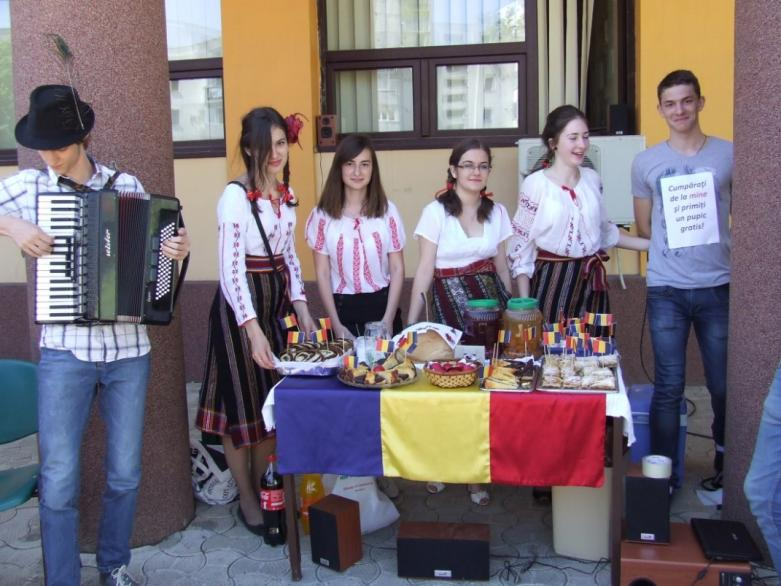 Cumpărați
de la mine
și primiți
un pupic
gratis!